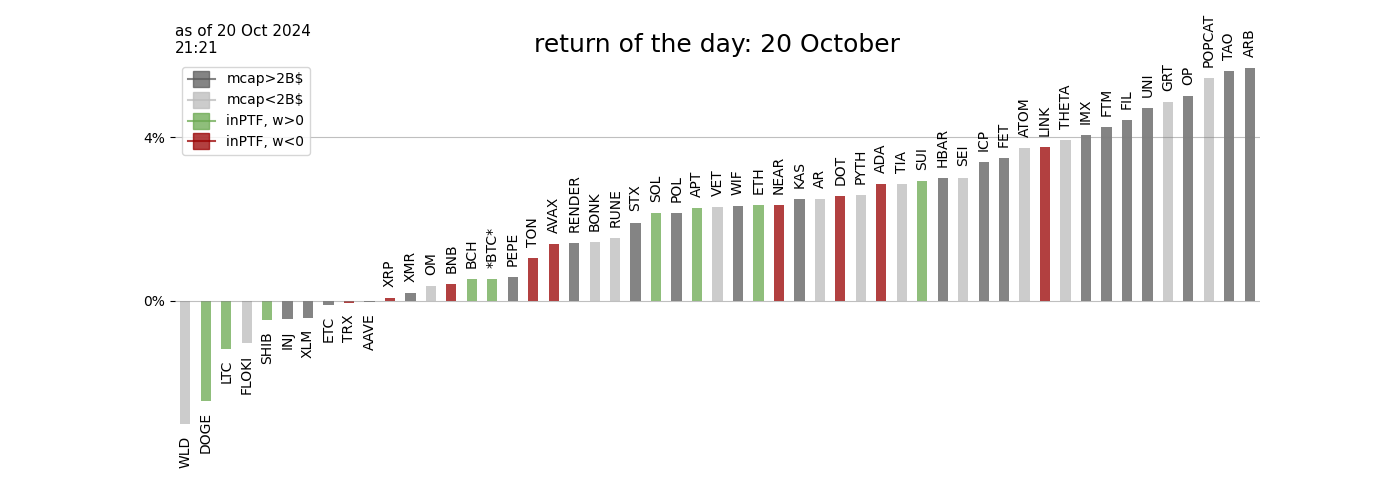 as of 20 Oct 2024
21:21
return of the day: 20 October
mcap>2B$
mcap<2B$
inPTF, w>0
inPTF, w<0
4%
0%
WLD
DOGE
LTC
FLOKI
SHIB
INJ
XLM
ETC
TRX
AAVE
XRP
XMR
OM
BNB
BCH
*BTC*
PEPE
TON
AVAX
RENDER
BONK
RUNE
STX
SOL
POL
APT
VET
WIF
ETH
NEAR
KAS
AR
DOT
PYTH
ADA
TIA
SUI
HBAR
SEI
ICP
FET
ATOM
LINK
THETA
IMX
FTM
FIL
UNI
GRT
OP
POPCAT
TAO
ARB